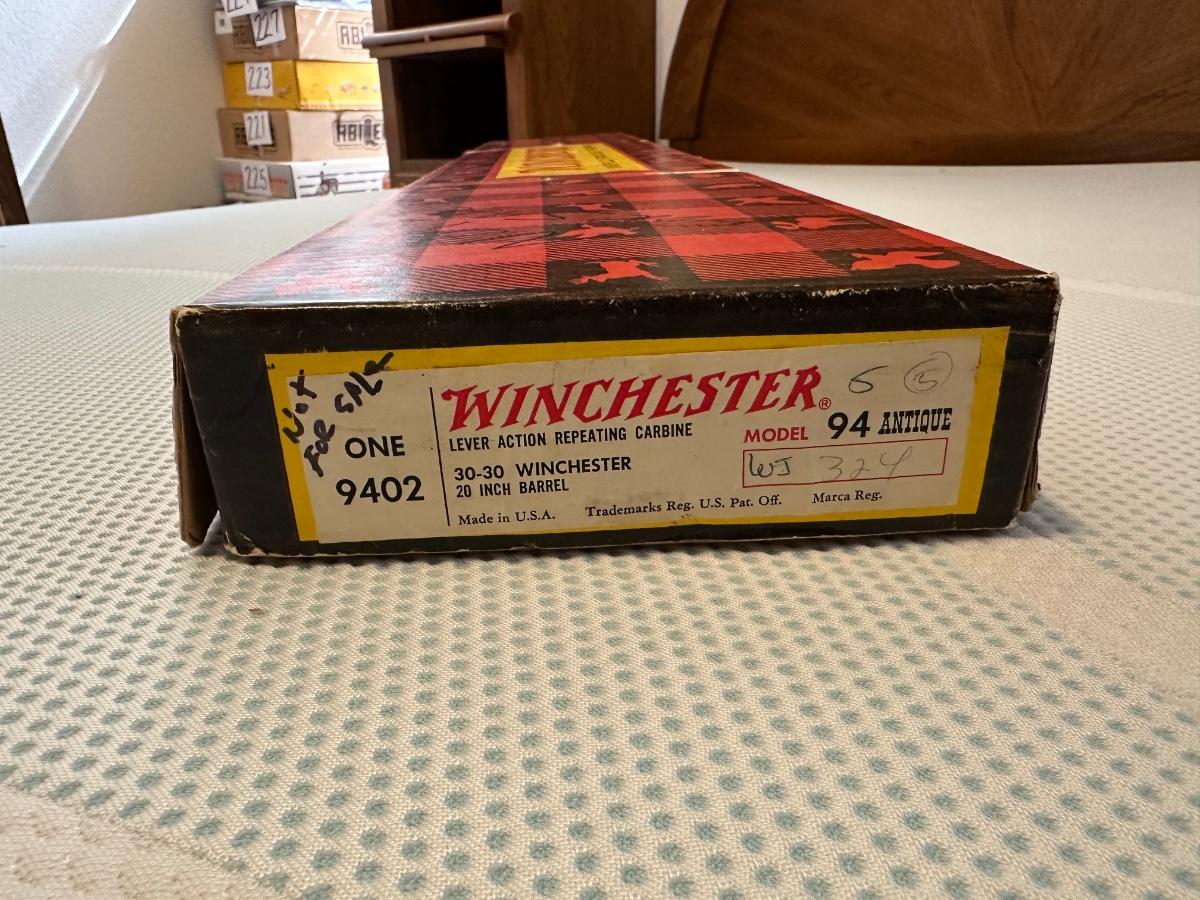 227
223
221
225
NOT
FOR SALE
ONE
9402
WINCHESTER®
LEVER ACTION REPEATING CARBINE
30-30 WINCHESTER
20 INCH BARREL
Made in U.S.A. Trademarks Reg. U.S. Pat. Off. Marca Reg.
5
MODEL 94 ANTIQUE
WJ 324